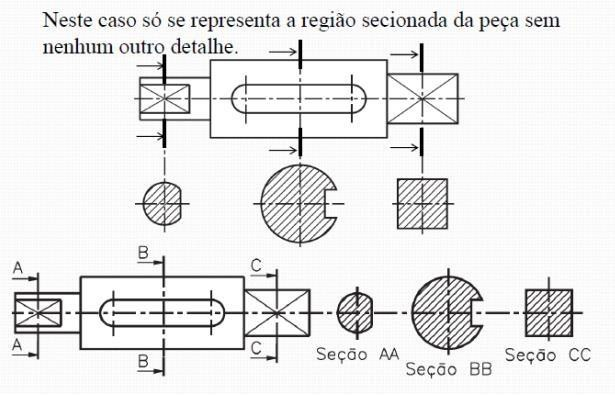 Neste caso só se representa a região secionada da peça sem
nenhum outro detalhe.
A
B
C
A
B
C
Seção AA
Seção BB
Seção CC